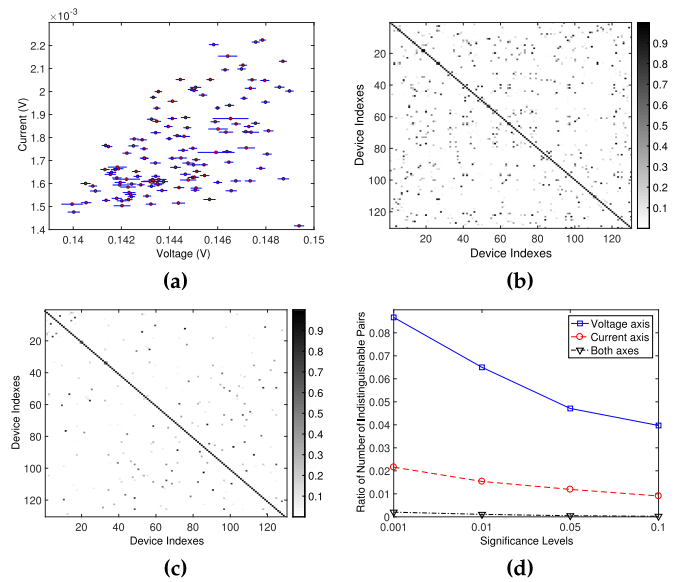 ×10⁻³
2.2
2.1
2
1.9
1.8
1.7
1.6
1.5
1.4
Current (V)
0.14 0.142 0.144 0.146 0.148 0.15
Voltage (V)
(a)
20
40
60
80
100
120
Device Indexes
20 40 60 80 100 120
Device Indexes
0.9
0.8
0.7
0.6
0.5
0.4
0.3
0.2
0.1
(b)
20
40
60
80
100
120
Device Indexes
20 40 60 80 100 120
Device Indexes
0.9
0.8
0.7
0.6
0.5
0.4
0.3
0.2
0.1
(c)
0.08
0.07
0.06
0.05
0.04
0.03
0.02
0.01
0
Ratio of Number of Indistinguishable Pairs
Voltage axis
Current axis
Both axes
0.001 0.01 0.05 0.1
Significance Levels
(d)